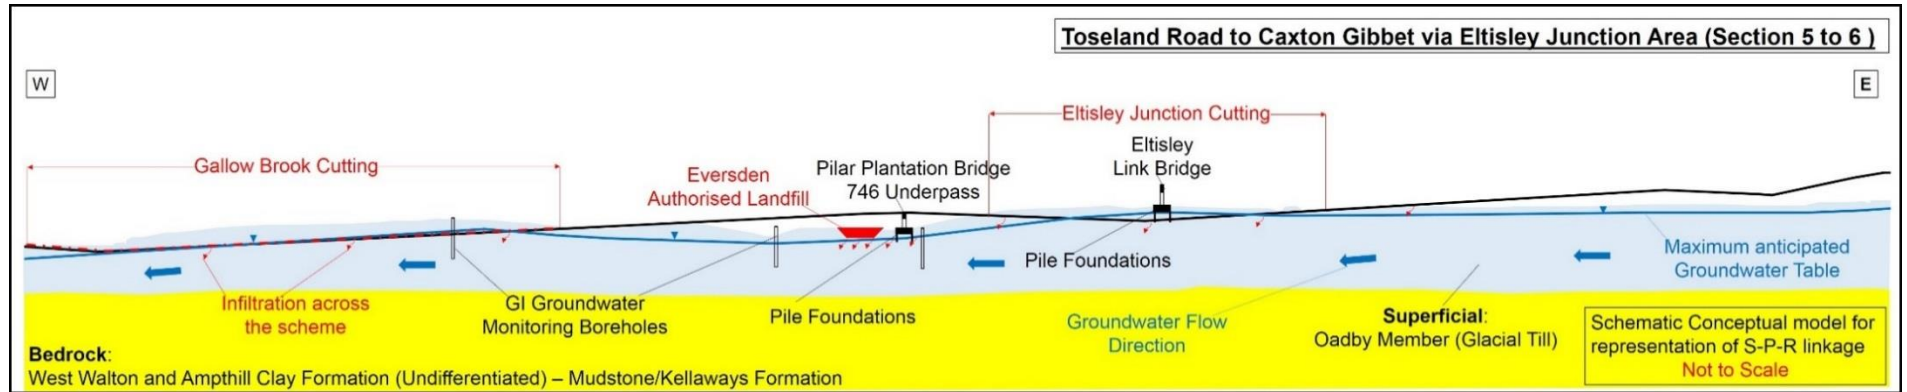 Toseland Road to Caxton Gibbet via Eltisley Junction Area (Section 5 to 6 )
W
E
Eltisley Junction Cutting
Gallow Brook Cutting
Eversden
Authorised Landfill
Pilar Plantation Bridge
746 Underpass
Eltisley
Link Bridge
Maximum anticipated
Groundwater Table
Pile Foundations
Infiltration across
the scheme
GI Groundwater
Monitoring Boreholes
Pile Foundations
Groundwater Flow
Direction
Superficial:
Oadby Member (Glacial Till)
Schematic Conceptual model for
representation of S-P-R linkage
Not to Scale
Bedrock:
West Walton and Ampthill Clay Formation (Undifferentiated) – Mudstone/Kellaways Formation